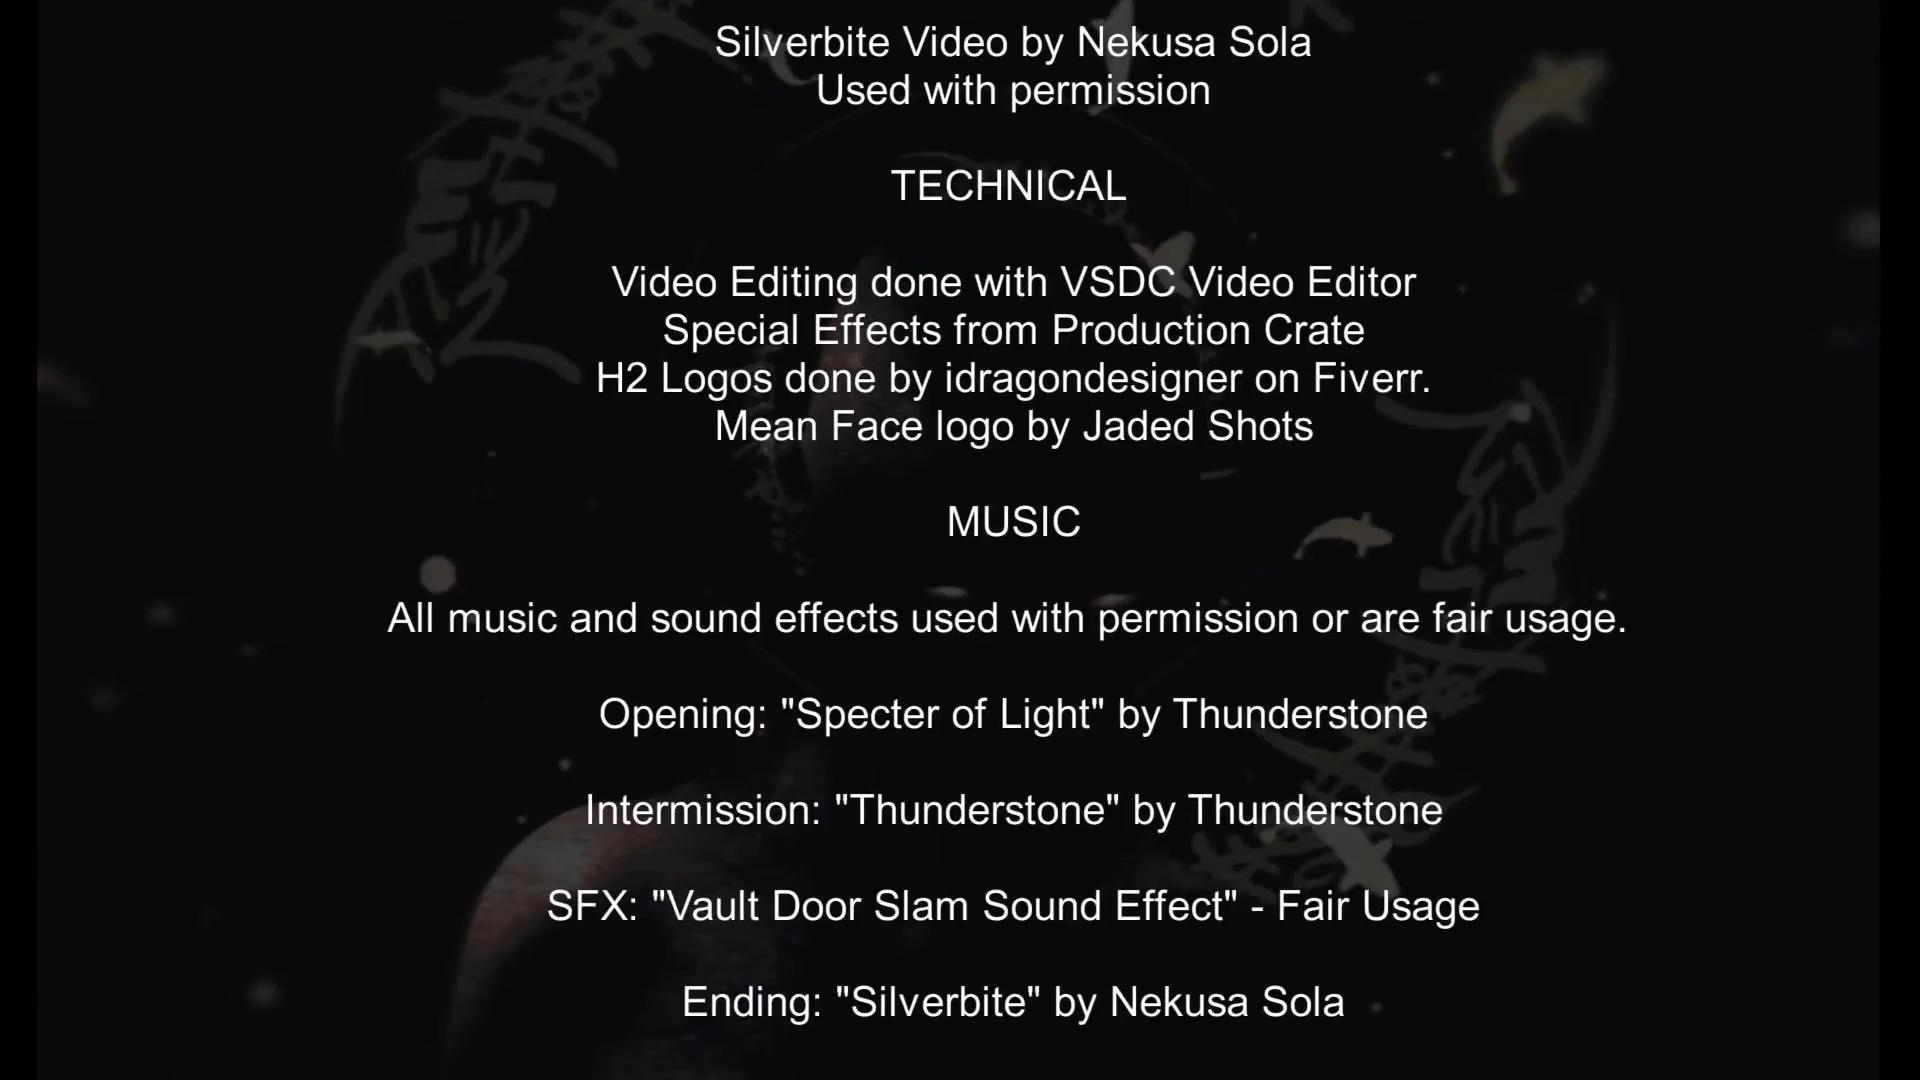 Silverbite Video by Nekusa Sola
Used with permission
TECHNICAL
Video Editing done with VSDC Video Editor
Special Effects from Production Crate
H2 Logos done by idragondesigner on Fiverr.
Mean Face logo by Jaded Shots
MUSIC
All music and sound effects used with permission or are fair usage.
Opening: "Specter of Light" by Thunderstone
Intermission: "Thunderstone" by Thunderstone
SFX: "Vault Door Slam Sound Effect" - Fair Usage
Ending: "Silverbite" by Nekusa Sola